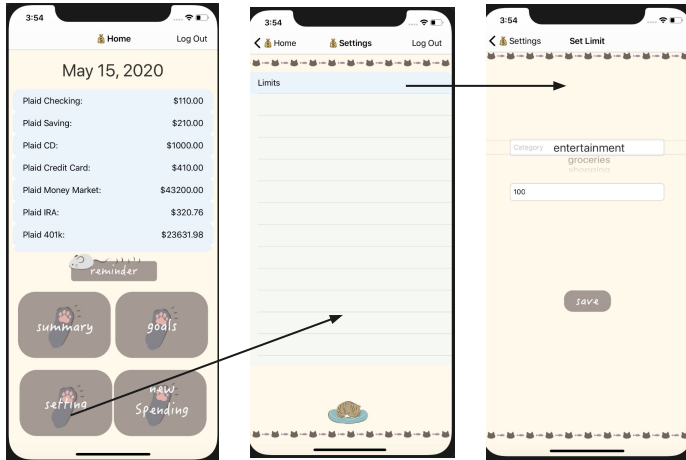 3:54
Home
Log Out
May 15, 2020
Plaid Checking: $110.00
Plaid Saving: $210.00
Plaid CD: $1000.00
Plaid Credit Card: $410.00
Plaid Money Market: $43200.00
Plaid IRA: $320.76
Plaid 401k: $23631.98
reminder
summary
goals
setting
new
Spending
3:54
Home
Settings
Log Out
Limits
3:54
Settings
Set Limit
Category
entertainment
groceries
shopping
100
save